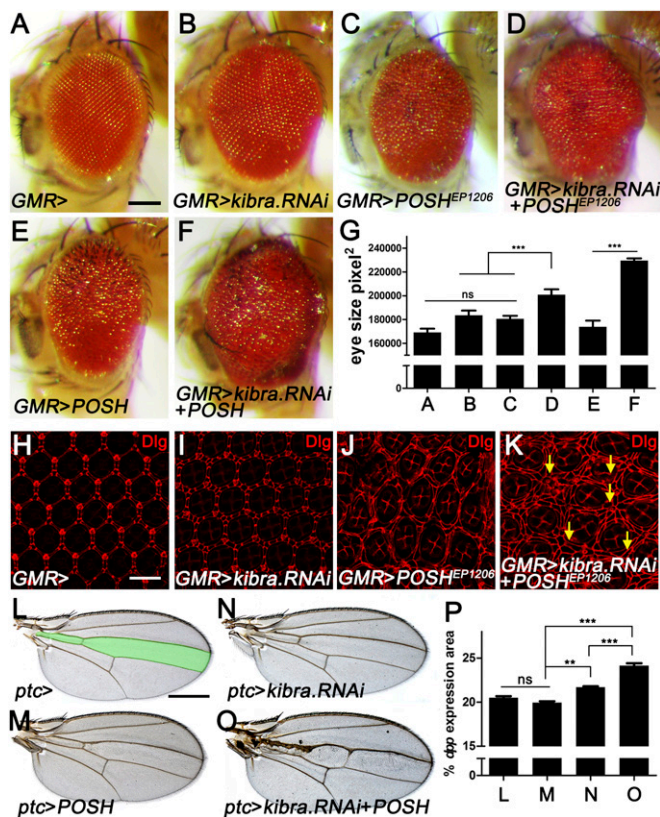 A
B
C
D
GMR>
GMR>kibra.RNAi
GMR>POSH^EP1206
GMR>kibra.RNAi
+POSH^EP1206
E
F
GMR>POSH
GMR>kibra.RNAi
+POSH
G
eye size pixel²
240000
220000
200000
180000
160000
0
ns
***
***
A B C D E F
H
I
J
K
Dlg
Dlg
Dlg
Dlg
GMR>
GMR>kibra.RNAi
GMR>POSH^EP1206
GMR>kibra.RNAi
+POSH^EP1206
L
N
ptc>
ptc>kibra.RNAi
M
O
ptc>POSH
ptc>kibra.RNAi+POSH
P
% dpp expression area
25
20
15
0
ns
**
***
***
L M N O